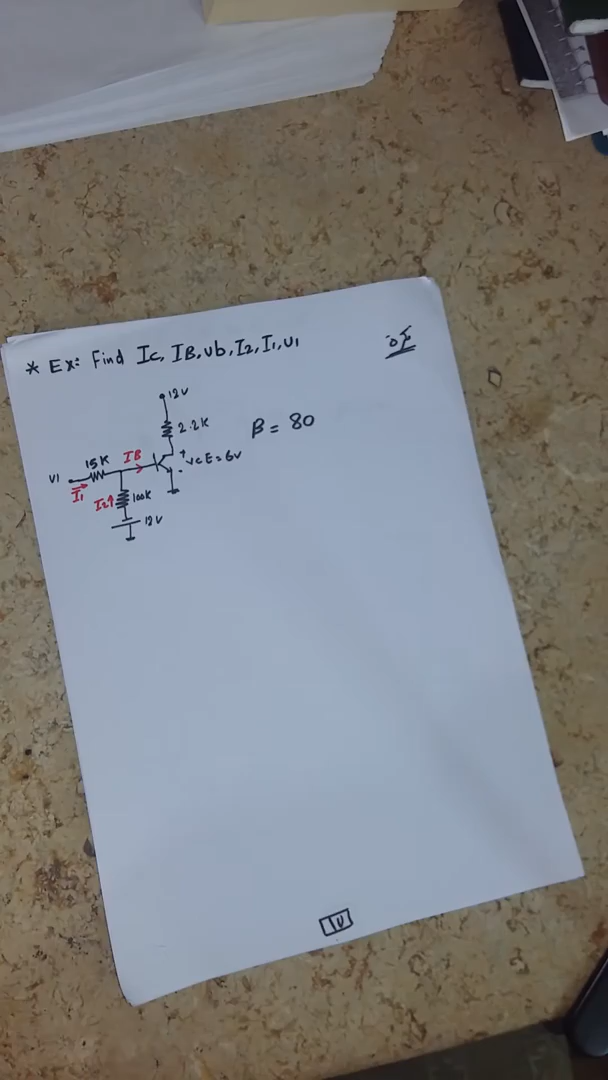 * Ex: Find Ic, IB, Vb, I2, I1, V1
12V
2.2K
β = 80
15K
IB
VCE = 6V
V1
I1
I2
100K
12V
10